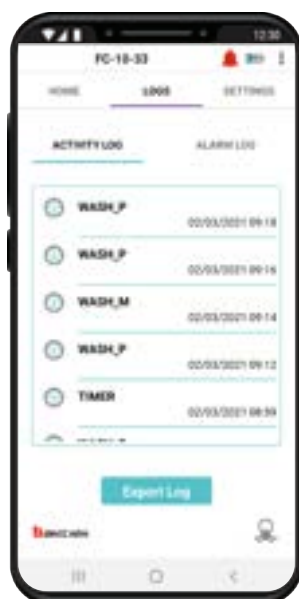 12:30
FC-10-33
HOME LOGS SETTINGS
ACTIVITY LOG ALARM LOG
WASH_P
02/03/2021 09:18
WASH_P
02/03/2021 09:16
WASH_M
02/03/2021 09:14
WASH_P
02/03/2021 09:12
TIMER
02/03/2021 08:59
Export Log